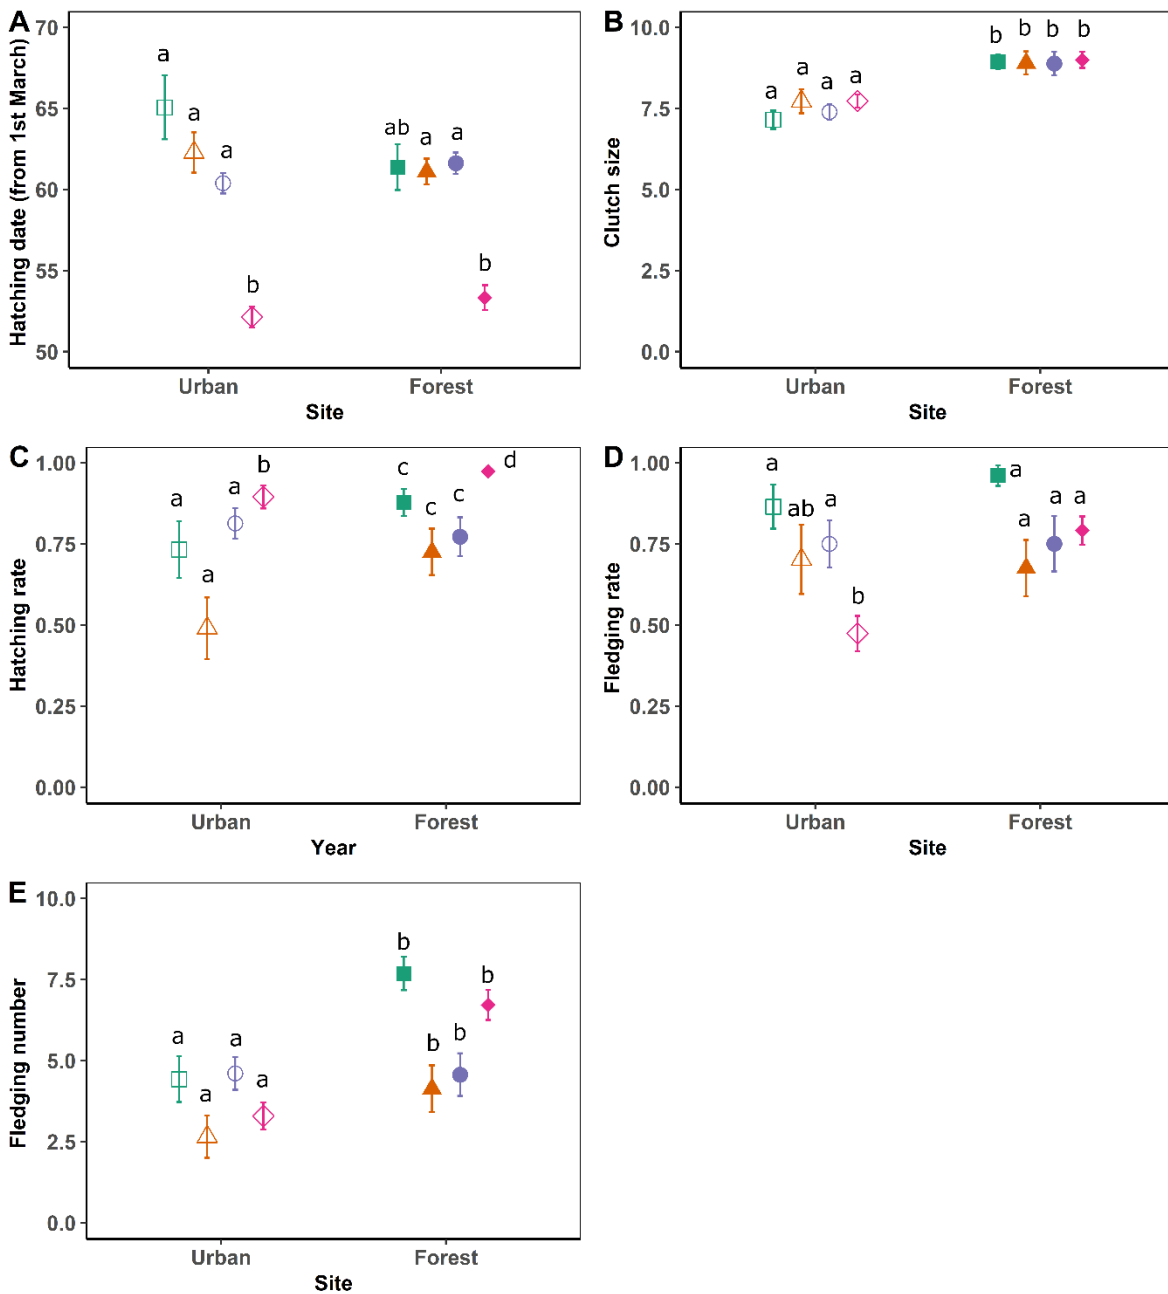 A
Hatching date (from 1st March)
70
65
60
55
50
a
a
a
b
ab
a
a
b
Urban
Forest
Site
B
Clutch size
10.0
7.5
5.0
2.5
0.0
a
a
a
a
b
b
b
b
Urban
Forest
Site
C
Hatching rate
1.00
0.75
0.50
0.25
0.00
a
a
a
b
c
c
c
d
Urban
Forest
Year
D
Fledging rate
1.00
0.75
0.50
0.25
0.00
a
ab
a
b
a
a
a
a
Urban
Forest
Site
E
Fledging number
10.0
7.5
5.0
2.5
0.0
a
a
a
a
b
b
b
b
Urban
Forest
Site